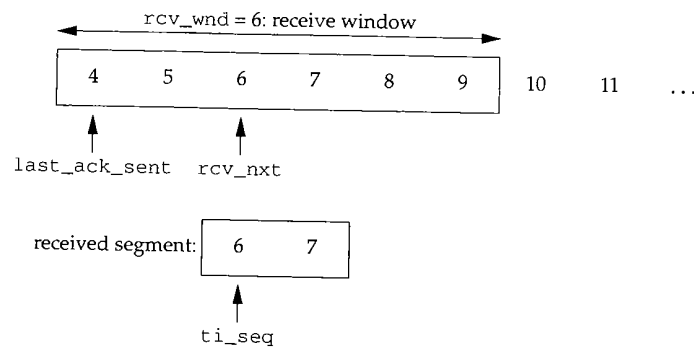 rcv_wnd = 6: receive window
4 5 6 7 8 9 10 11 ...
last_ack_sent rcv_nxt
received segment: 6 7
ti_seq